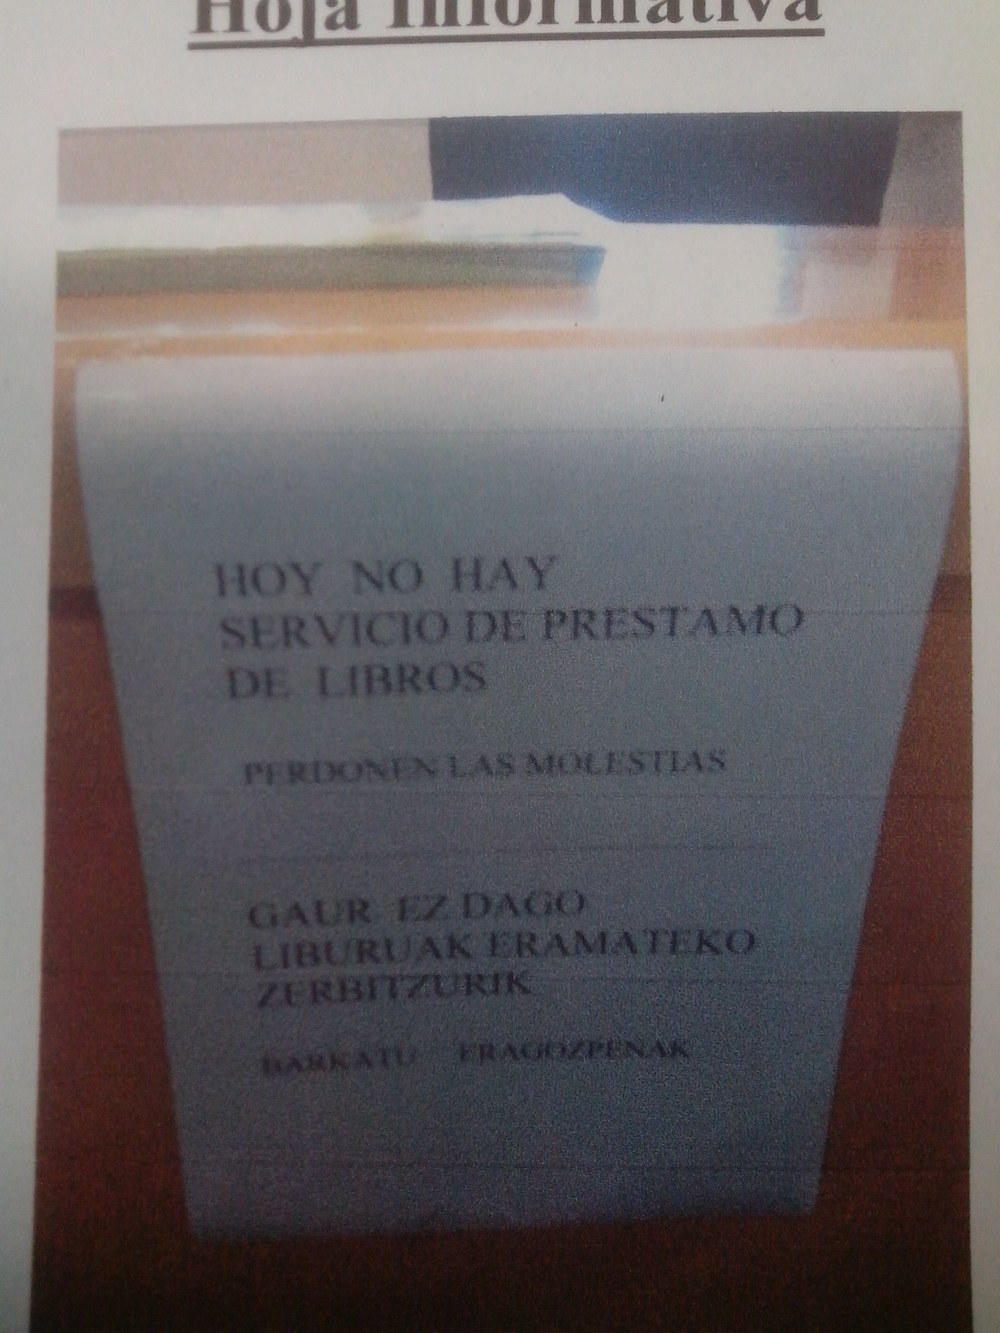 Hoja Informativa
HOY NO HAY
SERVICIO DE PRESTAMO
DE LIBROS
PERDONEN LAS MOLESTIAS
GAUR EZ DAGO
LIBURUAK ERAMATEKO
ZERBITZURIK
BARKATU ERAGOZPENAK